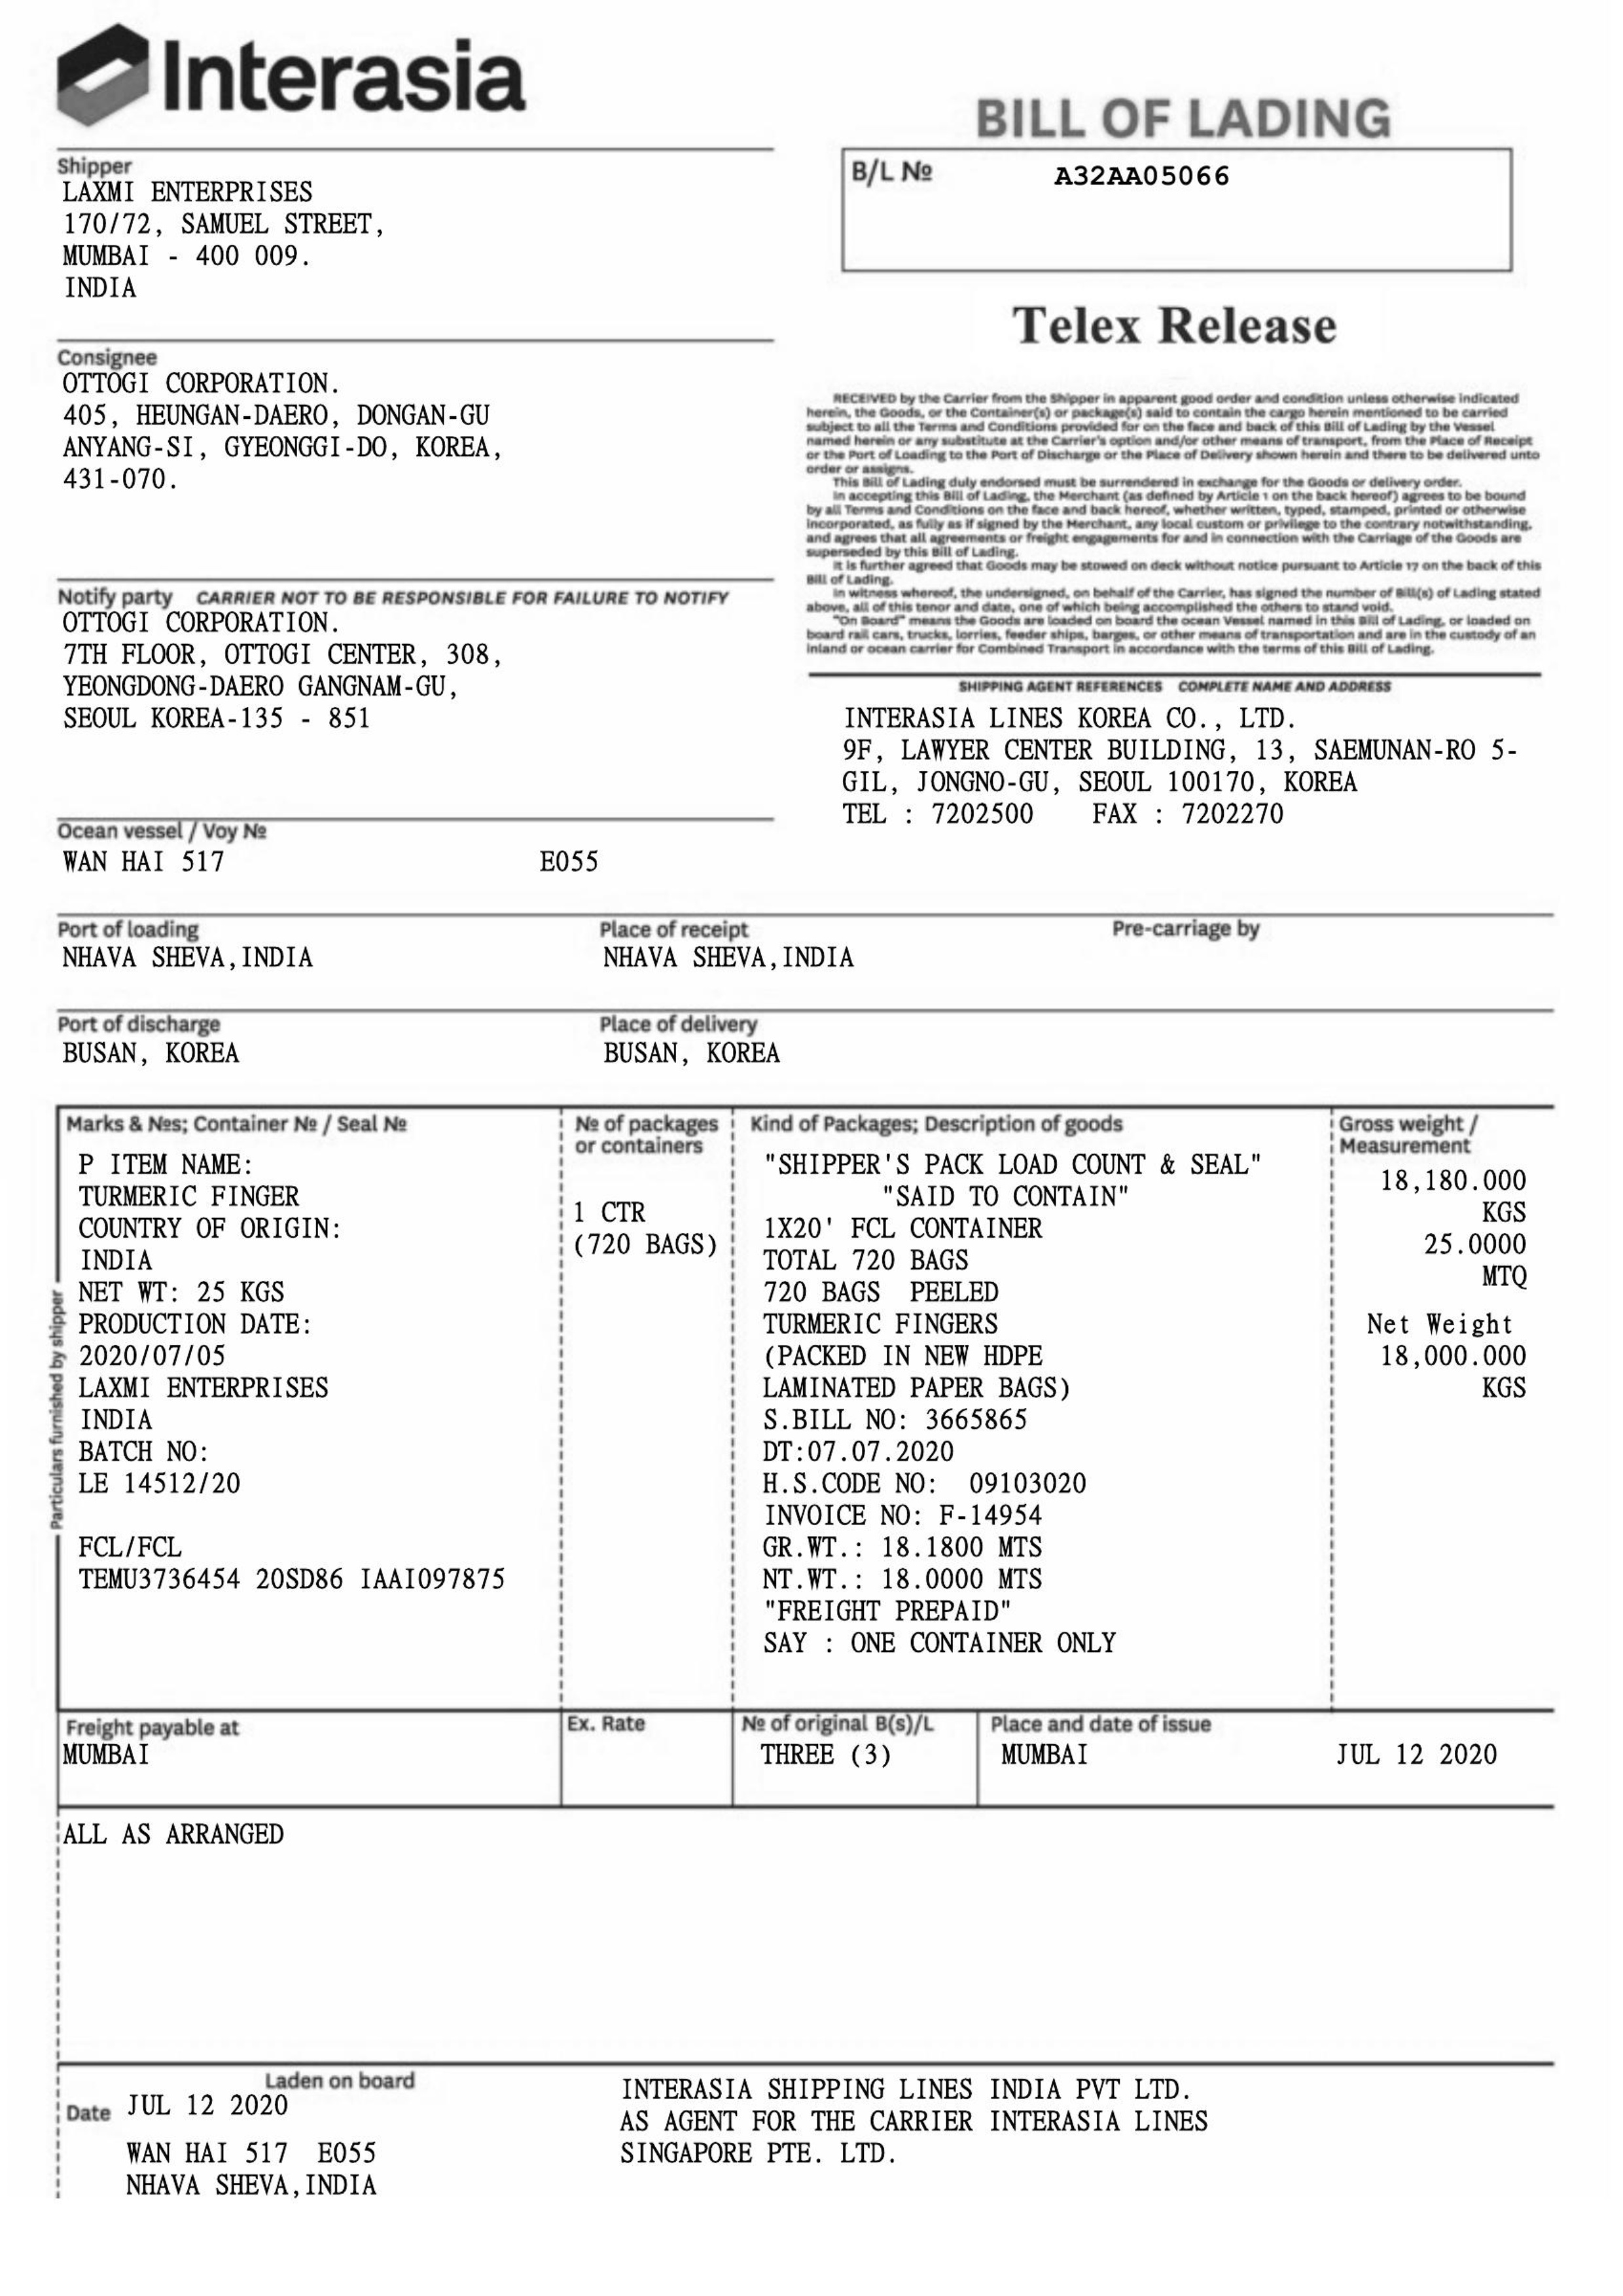 Interasia
BILL OF LADING
Shipper
LAXMI ENTERPRISES
170/72, SAMUEL STREET,
MUMBAI - 400 009.
INDIA
B/L № A32AA05066
Telex Release
Consignee
OTTOGI CORPORATION.
405, HEUNGAN-DAERO, DONGAN-GU
ANYANG-SI, GYEONGGI-DO, KOREA,
431-070.
RECEIVED by the Carrier from the Shipper in apparent good order and condition unless otherwise indicated
herein, the Goods, or the Container(s) or package(s) said to contain the cargo herein mentioned to be carried
subject to all the Terms and Conditions provided for on the face and back of this Bill of Lading by the Vessel
named herein or any substitute at the Carrier's option and/or other means of transport, from the Place of Receipt
or the Port of Loading to the Port of Discharge or the Place of Delivery shown herein and there to be delivered unto
order or assigns.
This Bill of Lading duly endorsed must be surrendered in exchange for the Goods or delivery order.
In accepting this Bill of Lading, the Merchant (as defined by Article 1 on the back hereof) agrees to be bound
by all Terms and Conditions on the face and back hereof, whether written, typed, stamped, printed or otherwise
incorporated, as fully as if signed by the Merchant, any local custom or privilege to the contrary notwithstanding,
and agrees that all agreements or freight engagements for and in connection with the Carriage of the Goods are
superseded by this Bill of Lading.
It is further agreed that Goods may be stowed on deck without notice pursuant to Article 17 on the back of this
Bill of Lading.
In witness whereof, the undersigned, on behalf of the Carrier, has signed the number of Bill(s) of Lading stated
above, all of this tenor and date, one of which being accomplished the others to stand void.
"On Board" means the Goods are loaded on board the ocean Vessel named in this Bill of Lading, or loaded on
board rail cars, trucks, lorries, feeder ships, barges, or other means of transportation and are in the custody of an
inland or ocean carrier for Combined Transport in accordance with the terms of this Bill of Lading.
Notify party CARRIER NOT TO BE RESPONSIBLE FOR FAILURE TO NOTIFY
OTTOGI CORPORATION.
7TH FLOOR, OTTOGI CENTER, 308,
YEONGDONG-DAERO GANGNAM-GU,
SEOUL KOREA-135 - 851
SHIPPING AGENT REFERENCES COMPLETE NAME AND ADDRESS
INTERASIA LINES KOREA CO., LTD.
9F, LAWYER CENTER BUILDING, 13, SAEMUNAN-RO 5-
GIL, JONGNO-GU, SEOUL 100170, KOREA
TEL : 7202500 FAX : 7202270
Ocean vessel / Voy №
WAN HAI 517 E055
Port of loading Place of receipt Pre-carriage by
NHAVA SHEVA,INDIA NHAVA SHEVA,INDIA
Port of discharge Place of delivery
BUSAN, KOREA BUSAN, KOREA
Particulars furnished by shipper
Marks & Nºs; Container № / Seal №
P ITEM NAME:
TURMERIC FINGER
COUNTRY OF ORIGIN:
INDIA
NET WT: 25 KGS
PRODUCTION DATE:
2020/07/05
LAXMI ENTERPRISES
INDIA
BATCH NO:
LE 14512/20
FCL/FCL
TEMU3736454 20SD86 IAAI097875
№ of packages
or containers
1 CTR
(720 BAGS)
Kind of Packages; Description of goods
"SHIPPER'S PACK LOAD COUNT & SEAL"
"SAID TO CONTAIN"
1X20' FCL CONTAINER
TOTAL 720 BAGS
720 BAGS PEELED
TURMERIC FINGERS
(PACKED IN NEW HDPE
LAMINATED PAPER BAGS)
S.BILL NO: 3665865
DT:07.07.2020
H.S.CODE NO: 09103020
INVOICE NO: F-14954
GR.WT.: 18.1800 MTS
NT.WT.: 18.0000 MTS
"FREIGHT PREPAID"
SAY : ONE CONTAINER ONLY
Gross weight /
Measurement
18,180.000
KGS
25.0000
MTQ
Net Weight
18,000.000
KGS
Freight payable at Ex. Rate № of original B(s)/L Place and date of issue
MUMBAI THREE (3) MUMBAI JUL 12 2020
ALL AS ARRANGED
Laden on board
Date JUL 12 2020
WAN HAI 517 E055
NHAVA SHEVA,INDIA
INTERASIA SHIPPING LINES INDIA PVT LTD.
AS AGENT FOR THE CARRIER INTERASIA LINES
SINGAPORE PTE. LTD.